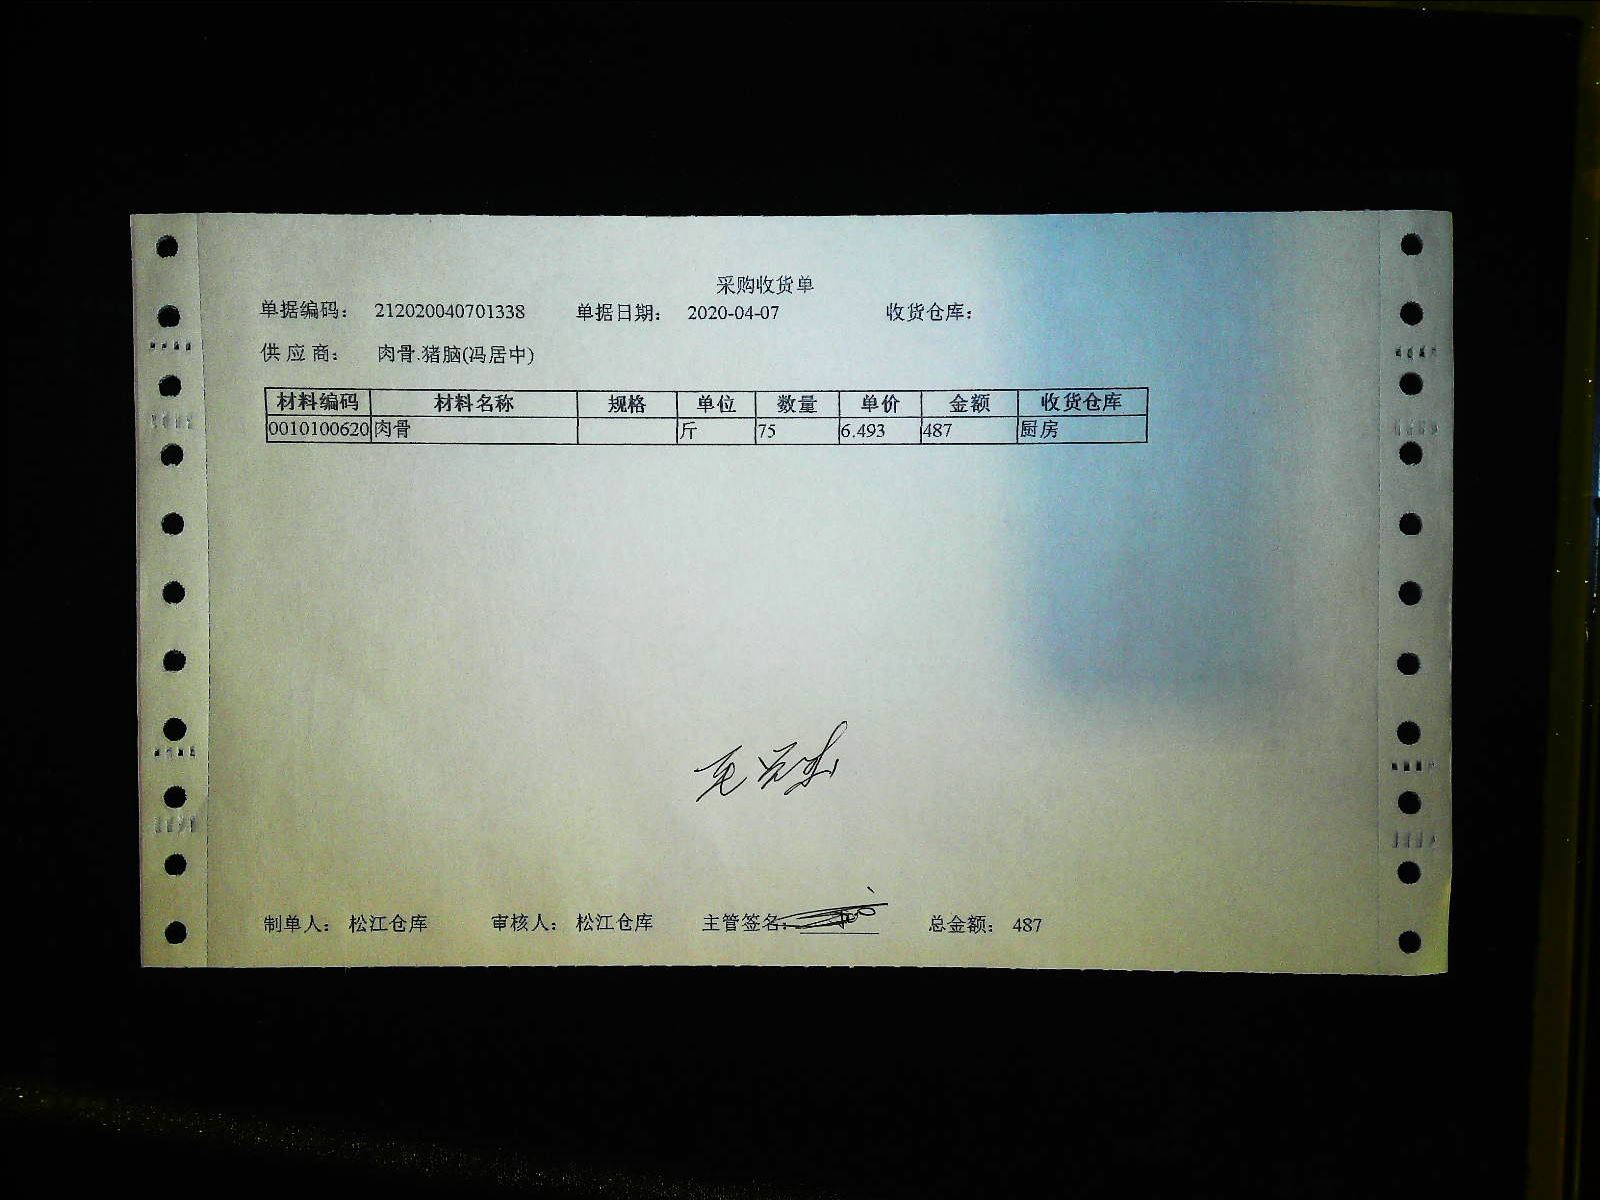 采购收货单
单据编码： 212020040701338 单据日期： 2020-04-07 收货仓库：
供 应 商： 肉骨.猪脑(冯居中)
材料编码 材料名称 规格 单位 数量 单价 金额 收货仓库
0010100620 肉骨 斤 75 6.493 487 厨房
制单人： 松江仓库 审核人： 松江仓库 主管签名： 总金额： 487